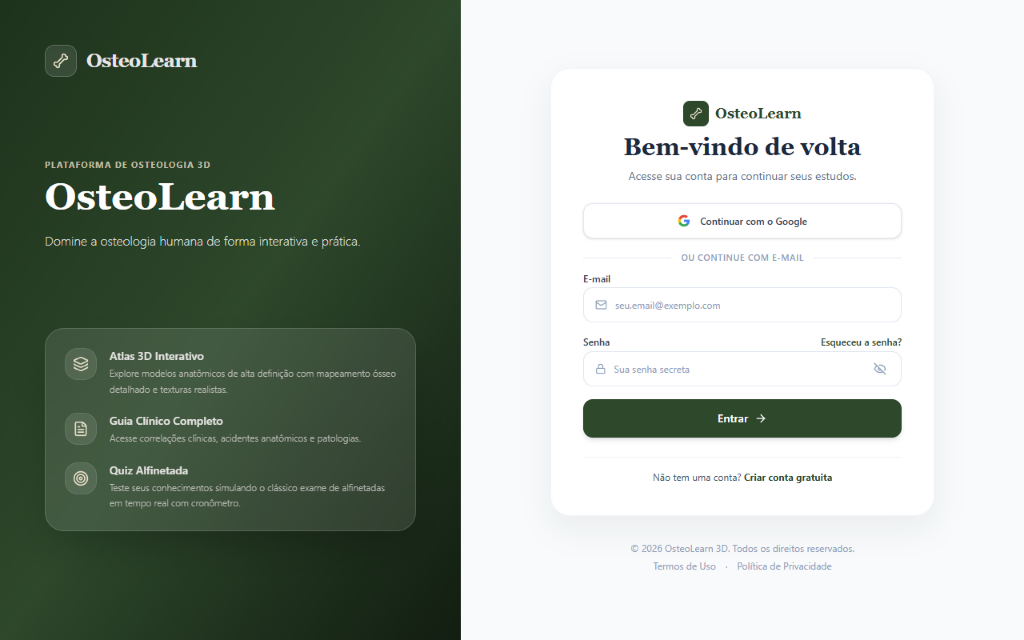 OsteoLearn
PLATAFORMA DE OSTEOLOGIA 3D
OsteoLearn
Domine a osteologia humana de forma interativa e prática.
Atlas 3D Interativo
Explore modelos anatômicos de alta definição com mapeamento ósseo
detalhado e texturas realistas.
Guia Clínico Completo
Acesse correlações clínicas, acidentes anatômicos e patologias.
Quiz Alfinetada
Teste seus conhecimentos simulando o clássico exame de alfinetadas
em tempo real com cronômetro.
OsteoLearn
Bem-vindo de volta
Acesse sua conta para continuar seus estudos.
Continuar com o Google
OU CONTINUE COM E-MAIL
E-mail
seu.email@exemplo.com
Senha Esqueceu a senha?
Sua senha secreta
Entrar →
Não tem uma conta? Criar conta gratuita
© 2026 OsteoLearn 3D. Todos os direitos reservados.
Termos de Uso · Política de Privacidade